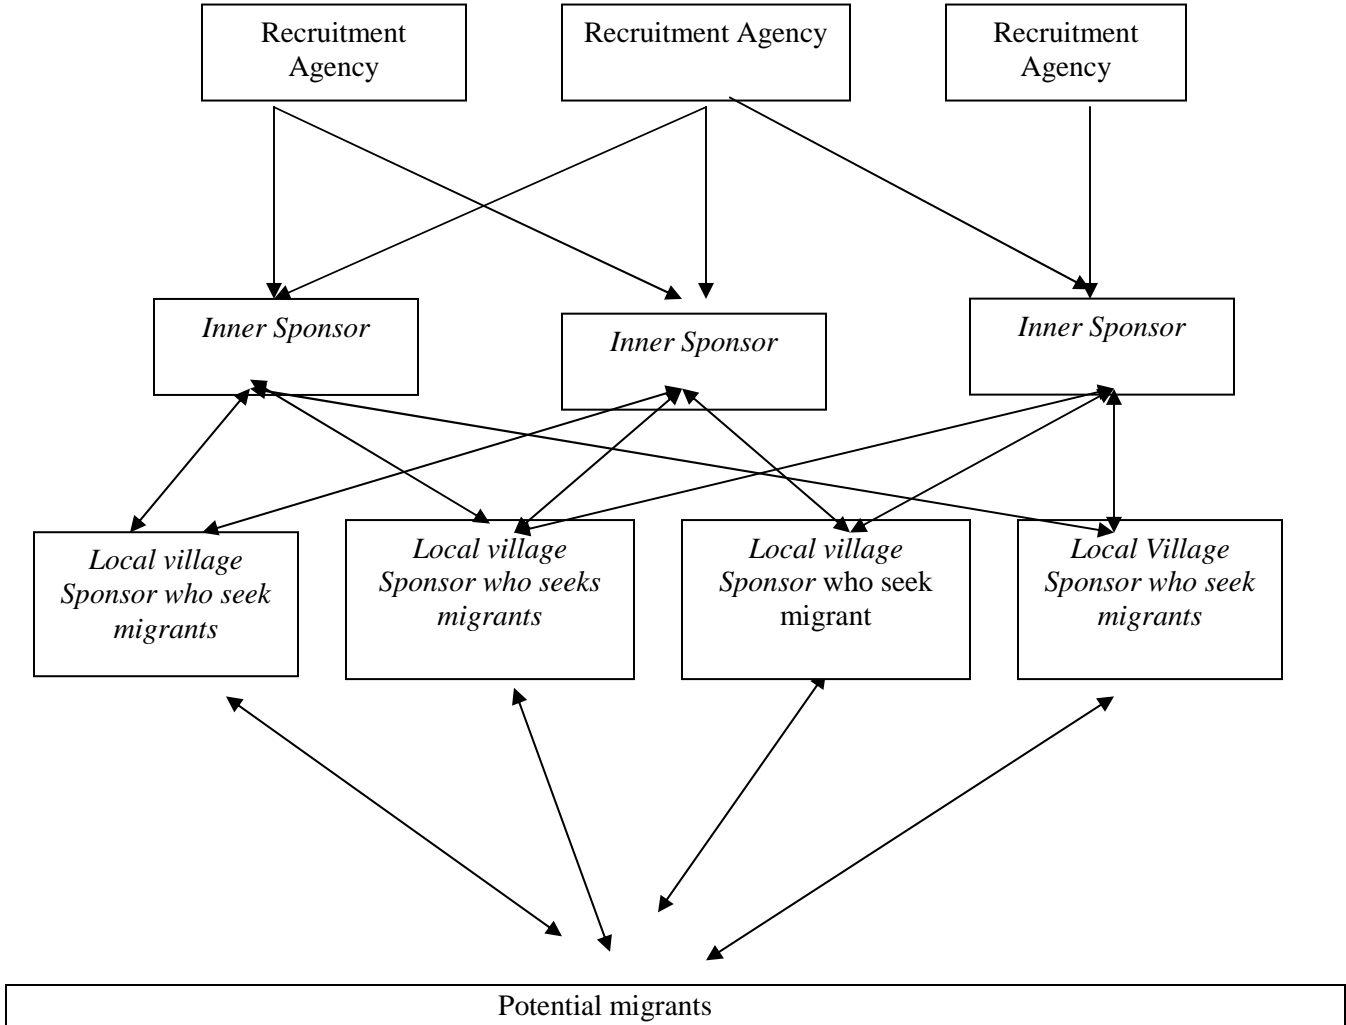 Recruitment
Agency
Recruitment Agency
Recruitment
Agency
Inner Sponsor
Inner Sponsor
Inner Sponsor
Local village
Sponsor who seek
migrants
Local village
Sponsor who seeks
migrants
Local village
Sponsor who seek
migrant
Local Village
Sponsor who seek
migrants
Potential migrants